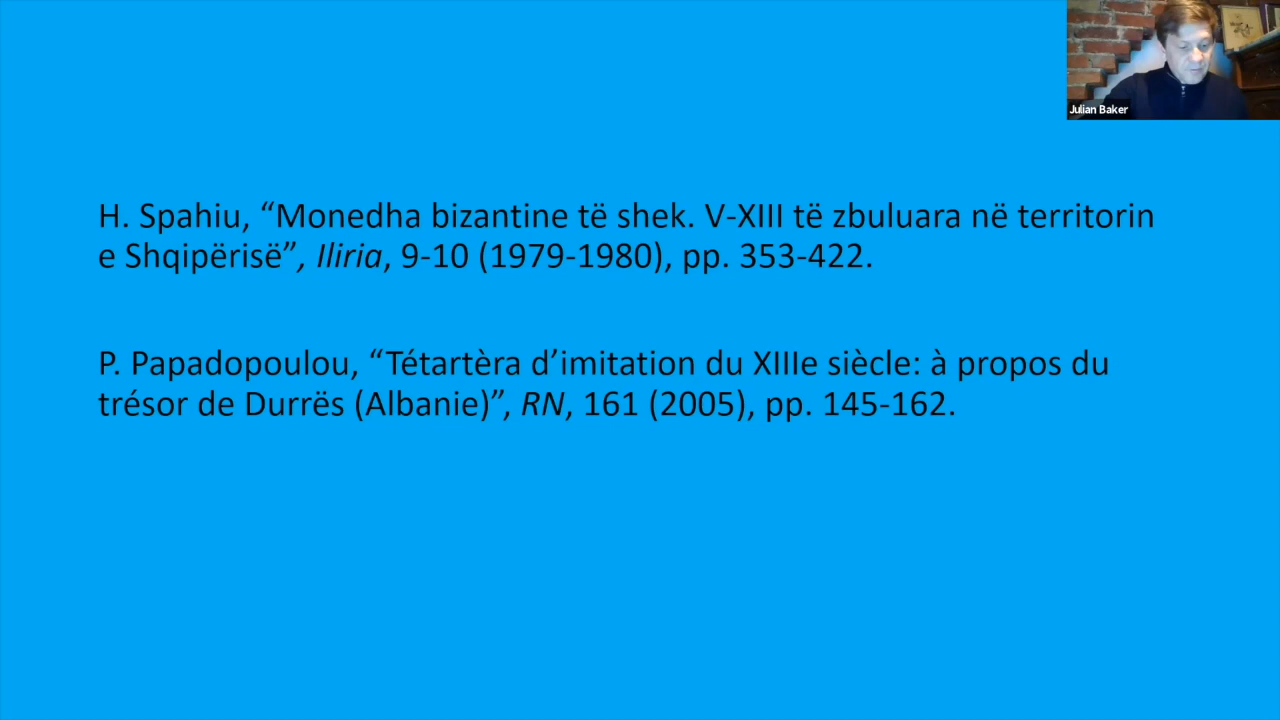 Julian Baker
H. Spahiu, “Monedha bizantine të shek. V-XIII të zbuluara në territorin
e Shqipërisë”, Iliria, 9-10 (1979-1980), pp. 353-422.
P. Papadopoulou, “Tétartèra d’imitation du XIIIe siècle: à propos du
trésor de Durrës (Albanie)”, RN, 161 (2005), pp. 145-162.